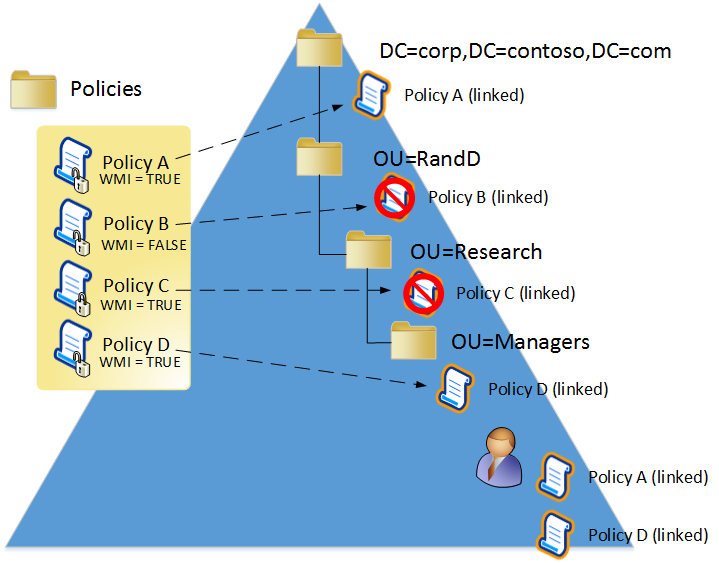 DC=corp,DC=contoso,DC=com
Policies
Policy A (linked)
Policy A
WMI = TRUE
Policy B
WMI = FALSE
Policy C
WMI = TRUE
Policy D
WMI = TRUE
OU=RandD
Policy B (linked)
OU=Research
Policy C (linked)
OU=Managers
Policy D (linked)
Policy A (linked)
Policy D (linked)